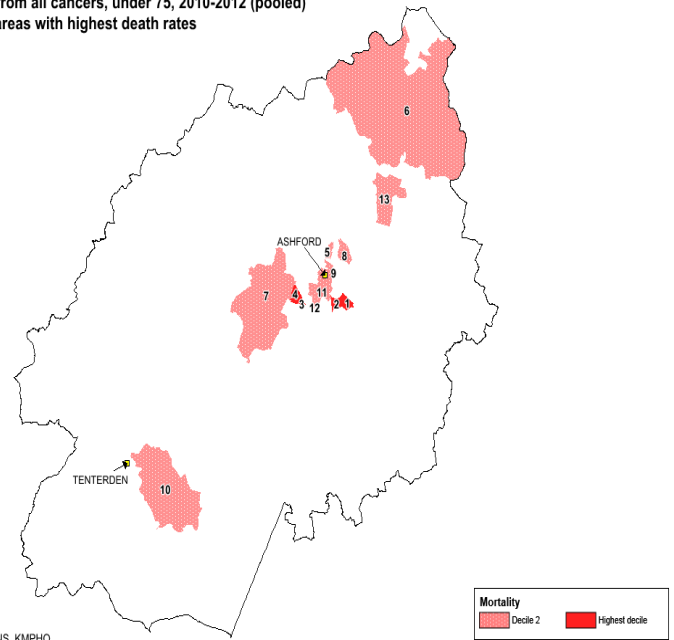 from all cancers, under 75, 2010-2012 (pooled)
areas with highest death rates
6
13
ASHFORD
5
8
9
7
4
11
3
12
2
1
TENTERDEN
10
Mortality
Decile 2
Highest decile
KMPHO